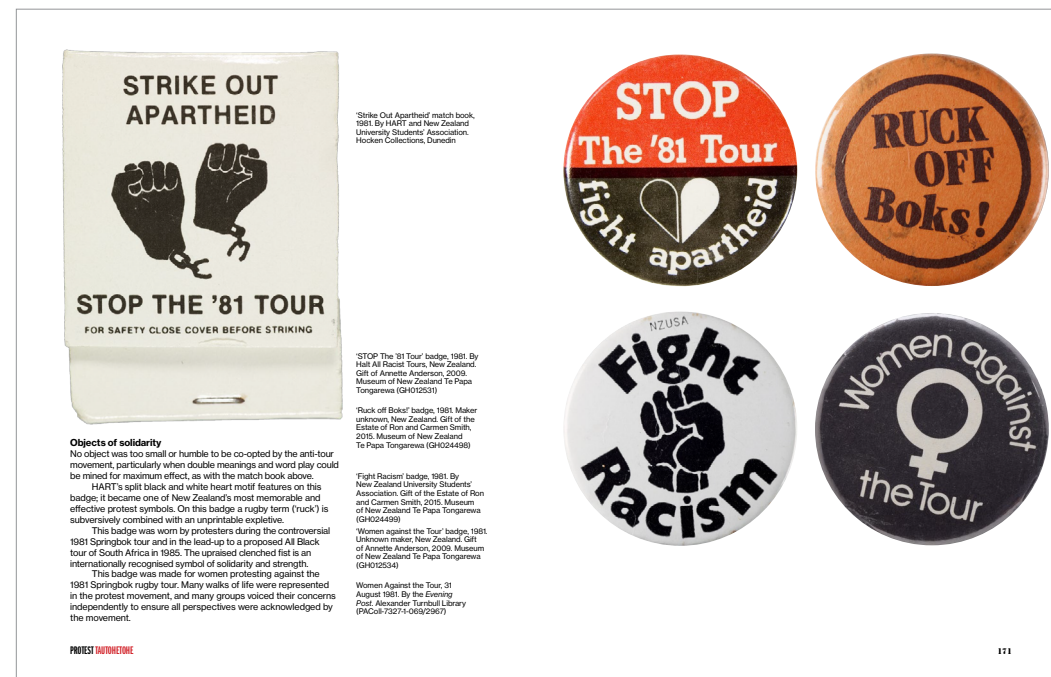 STRIKE OUT
APARTHEID
STOP THE '81 TOUR
FOR SAFETY CLOSE COVER BEFORE STRIKING
Objects of solidarity
No object was too small or humble to be co-opted by the anti-tour
movement, particularly when double meanings and word play could
be mined for maximum effect, as with the match book above.
HART's split black and white heart motif features on this
badge; it became one of New Zealand's most memorable and
effective protest symbols. On this badge a rugby term ('ruck') is
subversively combined with an unprintable expletive.
This badge was worn by protesters during the controversial
1981 Springbok tour and in the lead-up to a proposed All Black
tour of South Africa in 1985. The upraised clenched fist is an
internationally recognised symbol of solidarity and strength.
This badge was made for women protesting against the
1981 Springbok rugby tour. Many walks of life were represented
in the protest movement, and many groups voiced their concerns
independently to ensure all perspectives were acknowledged by
the movement.
'Strike Out Apartheid' match book,
1981. By HART and New Zealand
University Students' Association.
Hocken Collections, Dunedin
'STOP The '81 Tour' badge, 1981. By
Halt All Racist Tours, New Zealand.
Gift of Annette Anderson, 2009.
Museum of New Zealand Te Papa
Tongarewa (GH012531)
'Ruck off Boks!' badge, 1981. Maker
unknown, New Zealand. Gift of the
Estate of Ron and Carmen Smith,
2015. Museum of New Zealand
Te Papa Tongarewa (GH024498)
'Fight Racism' badge, 1981. By
New Zealand University Students'
Association. Gift of the Estate of Ron
and Carmen Smith, 2015. Museum
of New Zealand Te Papa Tongarewa
(GH024499)
'Women against the Tour' badge, 1981.
Unknown maker, New Zealand. Gift
of Annette Anderson, 2009. Museum
of New Zealand Te Papa Tongarewa
(GH012534)
Women Against the Tour, 31
August 1981. By the Evening
Post. Alexander Turnbull Library
(PAColl-7327-1-069/2967)
STOP
The '81 Tour
fight apartheid
RUCK
OFF
Boks!
NZUSA
Fight
Racism
Women against
the Tour
PROTEST TAUTOHETOHE
171